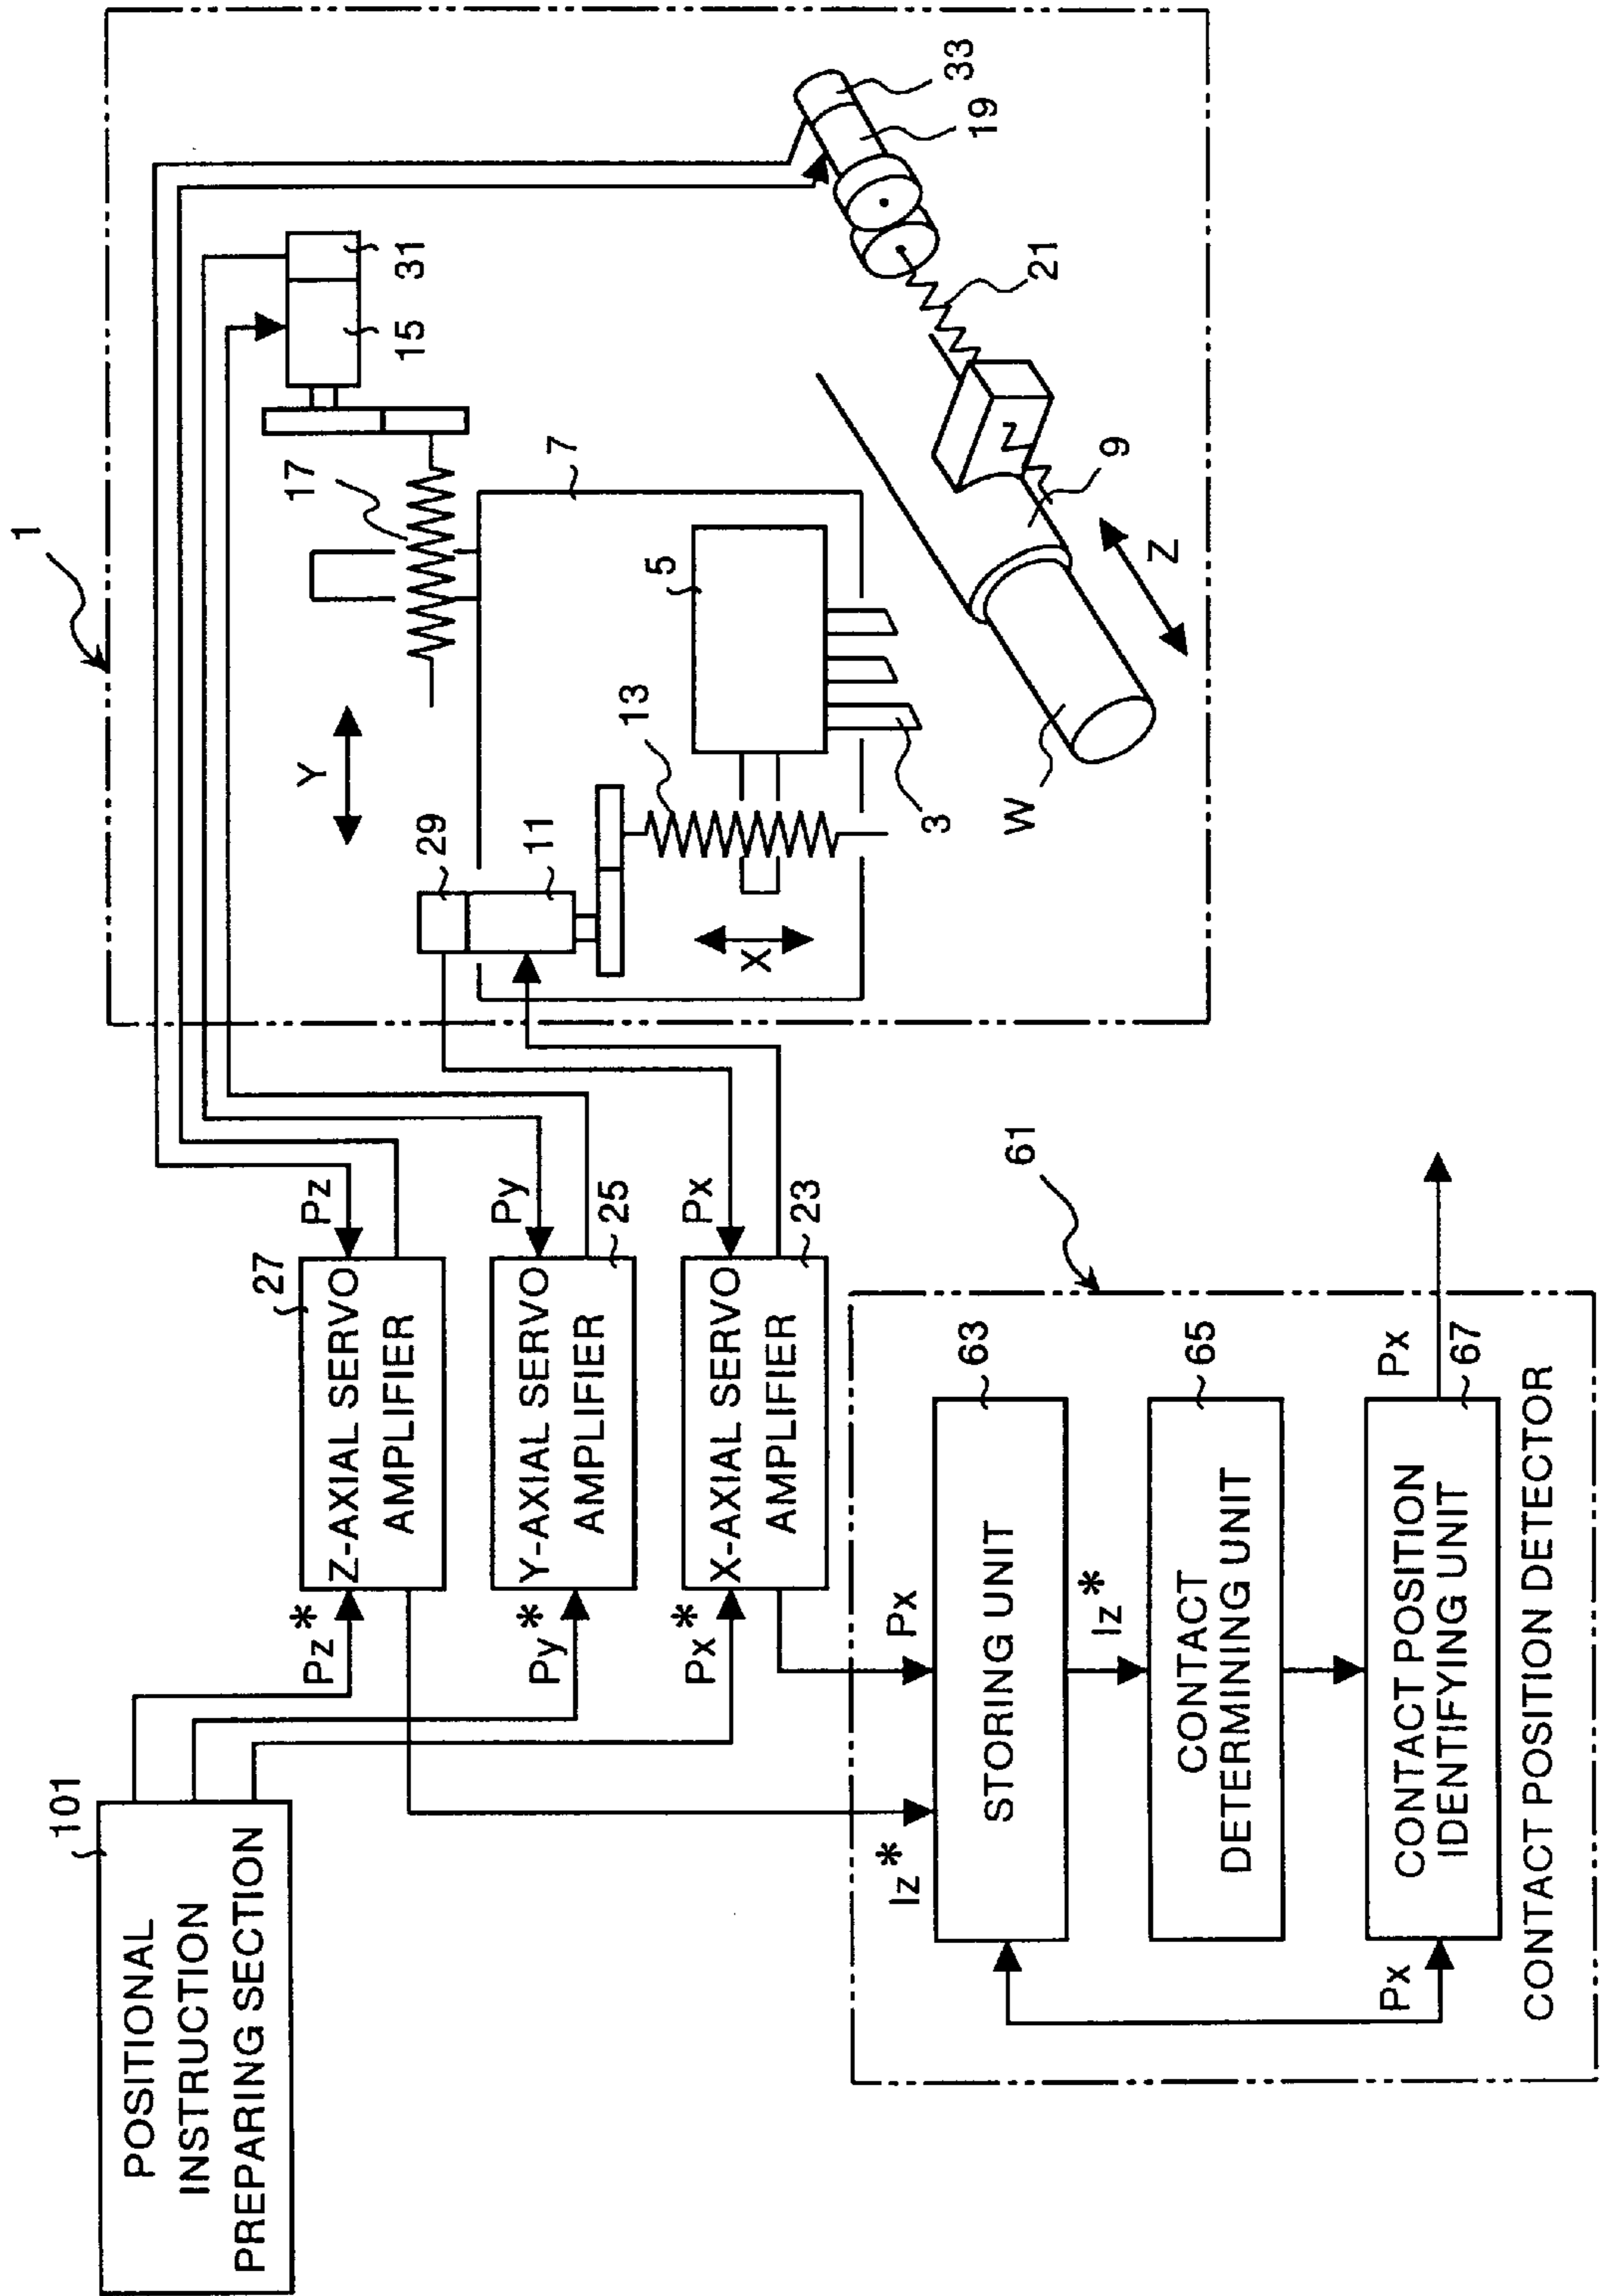 1
101
POSITIONAL
INSTRUCTION
PREPARING SECTION
Pz*
Py*
Px*
27
Z-AXIAL SERVO
AMPLIFIER
Pz
Y-AXIAL SERVO
AMPLIFIER
25
Py
X-AXIAL SERVO
AMPLIFIER
23
Px
29
11
Y
X
13
17
15
31
7
5
3
W
Z
9
21
19
33
61
Iz*
Px
STORING UNIT
63
Iz*
CONTACT
DETERMINING UNIT
65
Px
CONTACT POSITION
IDENTIFYING UNIT
67
Px
CONTACT POSITION DETECTOR